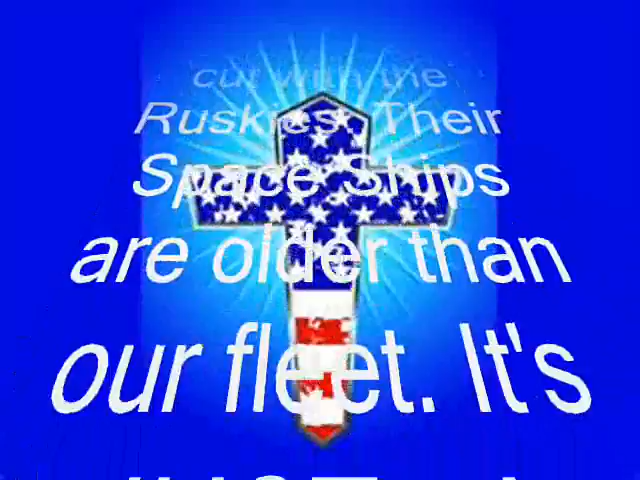 cut with the
Ruskies. Their
Space Ships
are older than
our fleet. It's